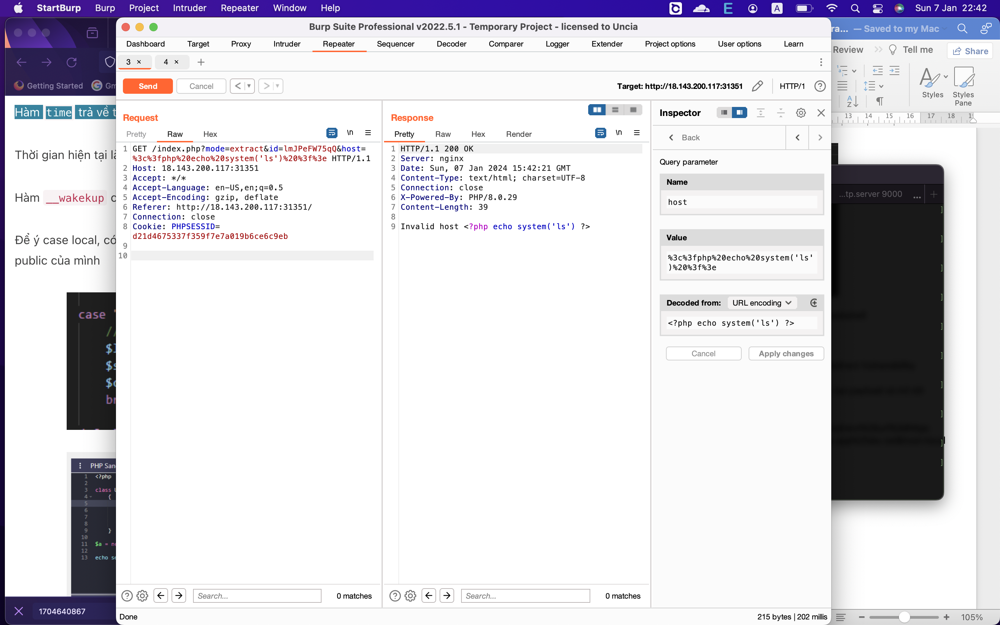 StartBurp Burp Project Intruder Repeater Window Help
A Sun 7 Jan 22:42
Burp Suite Professional v2022.5.1 - Temporary Project - licensed to Uncia
Dashboard Target Proxy Intruder Repeater Sequencer Decoder Comparer Logger Extender Project options User options Learn
3 × 4 × +
Send Cancel < ▾ > ▾
Target: http://18.143.200.117:31351 HTTP/1 ?
Request
Pretty Raw Hex \n
1 GET /index.php?mode=extract&id=lmJPeFW75qQ&host=
%3c%3fphp%20echo%20system('ls')%20%3f%3e HTTP/1.1
2 Host: 18.143.200.117:31351
3 Accept: */*
4 Accept-Language: en-US,en;q=0.5
5 Accept-Encoding: gzip, deflate
6 Referer: http://18.143.200.117:31351/
7 Connection: close
8 Cookie: PHPSESSID=
d21d4675337f359f7e7a019b6ce6c9eb
9
10
? Search... 0 matches
Response
Pretty Raw Hex Render \n
1 HTTP/1.1 200 OK
2 Server: nginx
3 Date: Sun, 07 Jan 2024 15:42:21 GMT
4 Content-Type: text/html; charset=UTF-8
5 Connection: close
6 X-Powered-By: PHP/8.0.29
7 Content-Length: 39
8
9 Invalid host <?php echo system('ls') ?>
? Search... 0 matches
Inspector
Back
Query parameter
Name
host
Value
%3c%3fphp%20echo%20system('ls'
)%20%3f%3e
Decoded from: URL encoding
<?php echo system('ls') ?>
Cancel Apply changes
Done
215 bytes | 202 millis
Getting Started Gm
Hàm time trả về t
Thời gian hiện tại
Hàm __wakekup
Để ý case local, có
public của mình
case
//
br
PHP San
1 <?php
2
3 class
4 {
5
6
7
8
9 }
10
11 $a = ne
12
13 echo se
1704640867
ra... — Saved to my Mac
Review >> Tell me Share
Styles Styles
Pane
13 14 15 16 17 18
...tp.server 9000 ... +
]
]
]
]
]
]
]
]
]
]
− + 105%